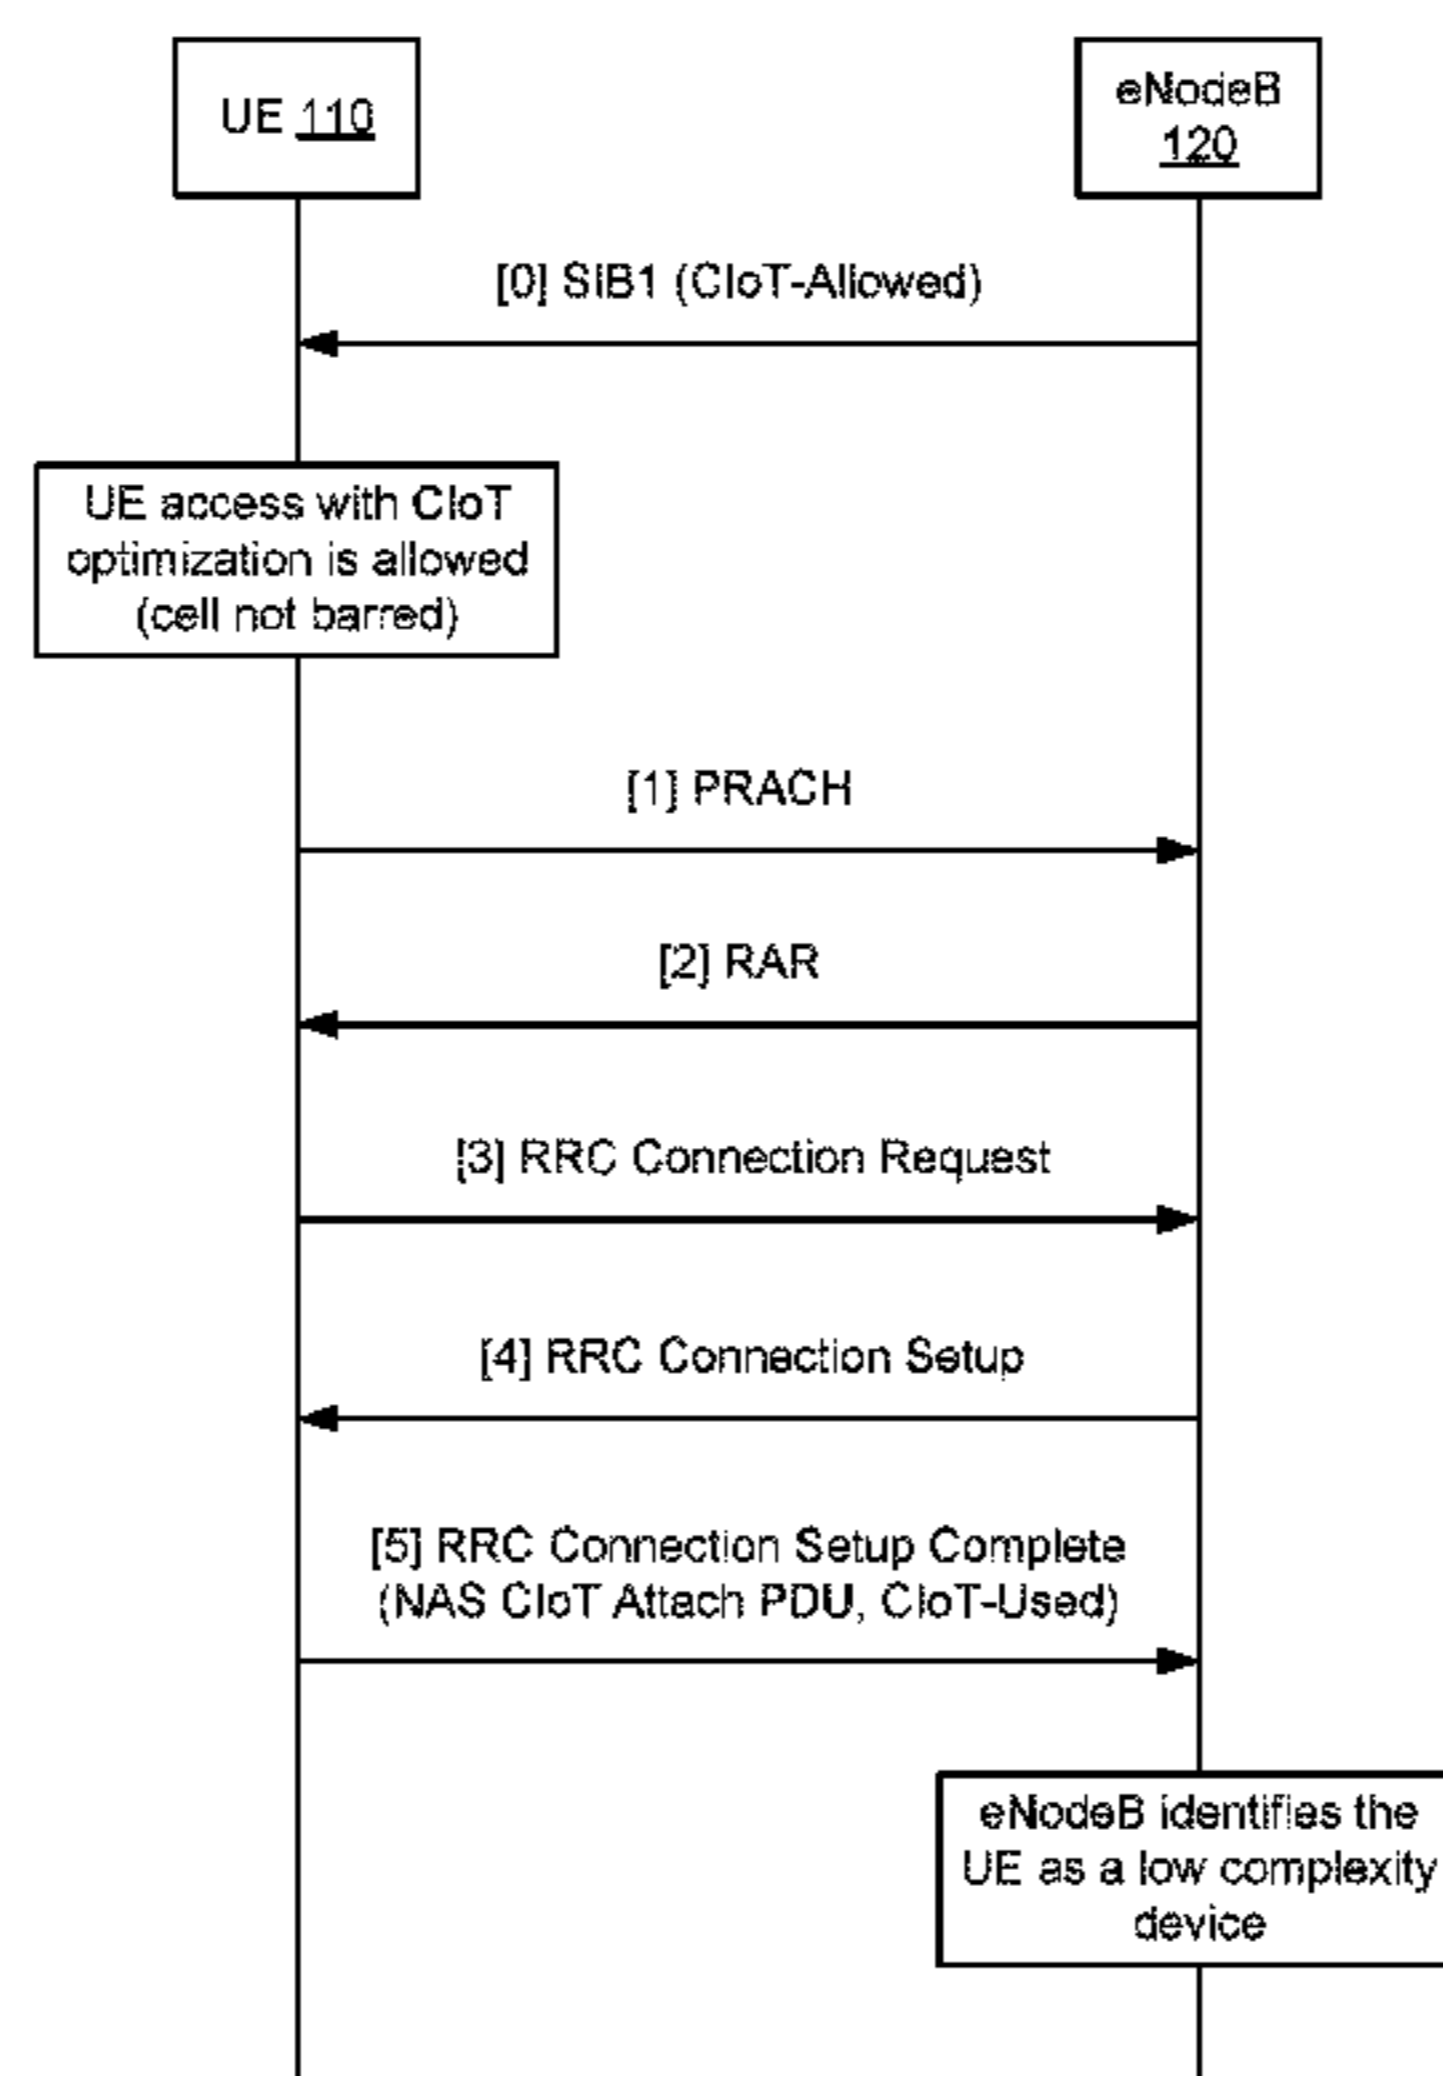 UE 110
eNodeB
120
[0] SIB1 (CIoT-Allowed)
UE access with CIoT
optimization is allowed
(cell not barred)
[1] PRACH
[2] RAR
[3] RRC Connection Request
[4] RRC Connection Setup
[5] RRC Connection Setup Complete
(NAS CIoT Attach PDU, CIoT-Used)
eNodeB identifies the
UE as a low complexity
device